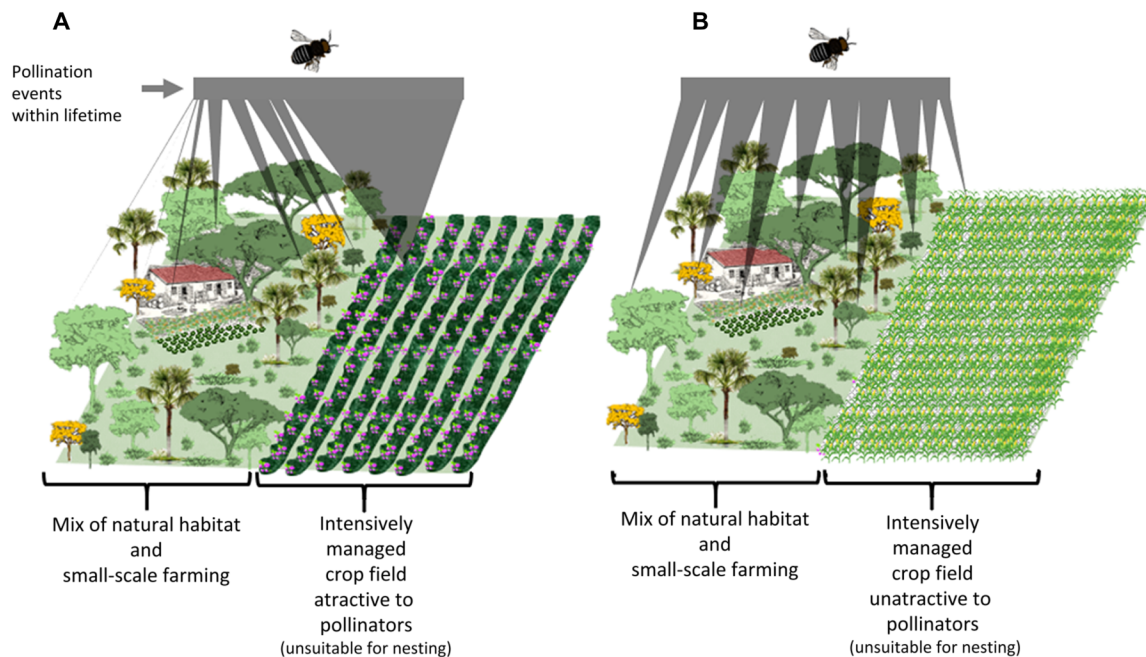 A
B
Pollination
events
within lifetime
Mix of natural habitat
and
small-scale farming
Intensively
managed
crop field
atractive to
pollinators
(unsuitable for nesting)
Mix of natural habitat
and
small-scale farming
Intensively
managed
crop field
unatractive to
pollinators
(unsuitable for nesting)